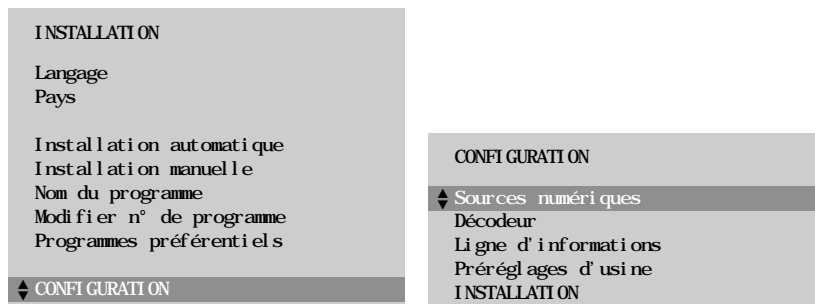 INSTALLATION
Langage
Pays
Installation automatique
Installation manuelle
Nom du programme
Modifier n° de programme
Programmes préférentiels
CONFIGURATION
CONFIGURATION
Sources numériques
Décodeur
Ligne d'informations
Préréglages d'usine
INSTALLATION